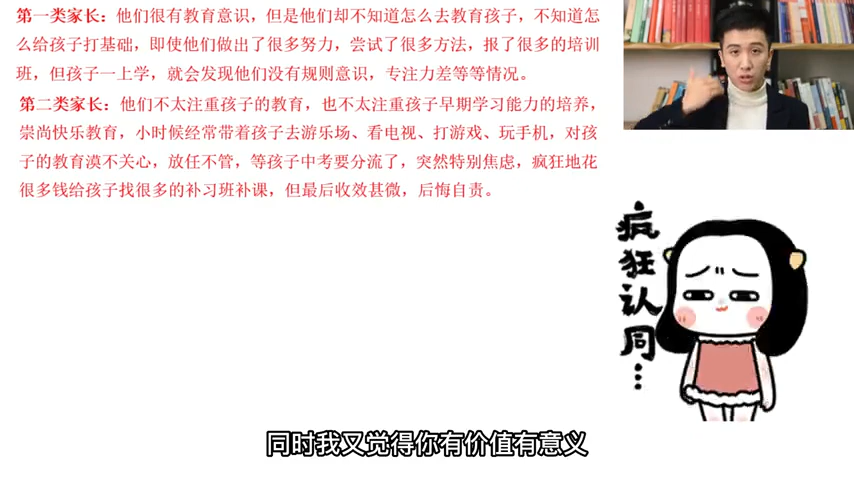 第一类家长：他们很有教育意识，但是他们却不知道怎么去教育孩子，不知道怎
么给孩子打基础，即使他们做出了很多努力，尝试了很多方法，报了很多的培训
班，但孩子一上学，就会发现他们没有规则意识，专注力差等等情况。
第二类家长：他们不太注重孩子的教育，也不太注重孩子早期学习能力的培养，
崇尚快乐教育，小时候经常带着孩子去游乐场、看电视、打游戏、玩手机，对孩
子的教育漠不关心，放任不管，等孩子中考要分流了，突然特别焦虑，疯狂地花
很多钱给孩子找很多的补习班补课，但最后收效甚微，后悔自责。
疯狂认同...
同时我又觉得你有价值有意义